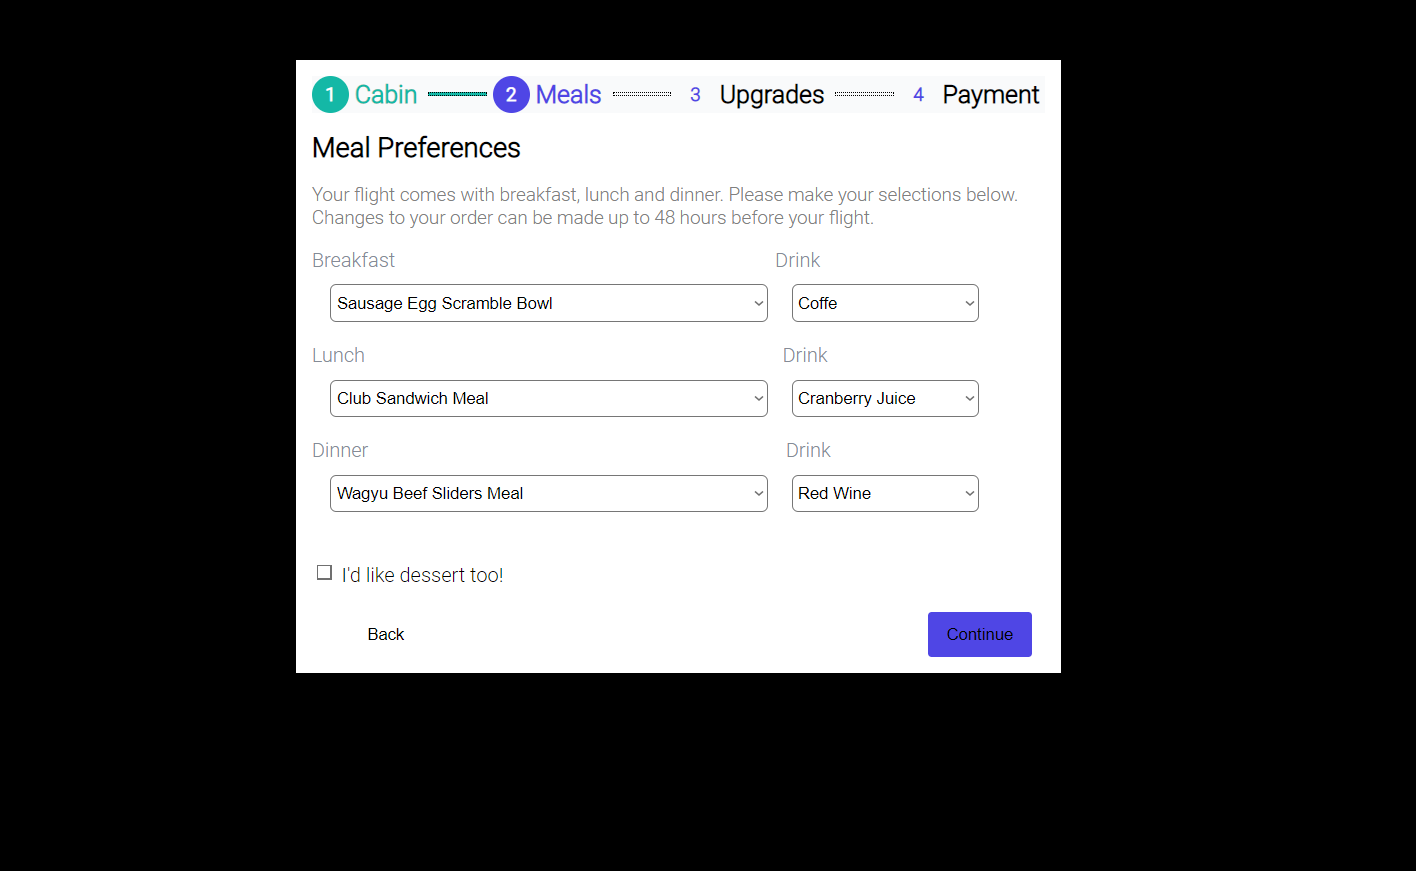 1 Cabin 2 Meals 3 Upgrades 4 Payment
Meal Preferences
Your flight comes with breakfast, lunch and dinner. Please make your selections below.
Changes to your order can be made up to 48 hours before your flight.
Breakfast Drink
Sausage Egg Scramble Bowl Coffe
Lunch Drink
Club Sandwich Meal Cranberry Juice
Dinner Drink
Wagyu Beef Sliders Meal Red Wine
I'd like dessert too!
Back Continue